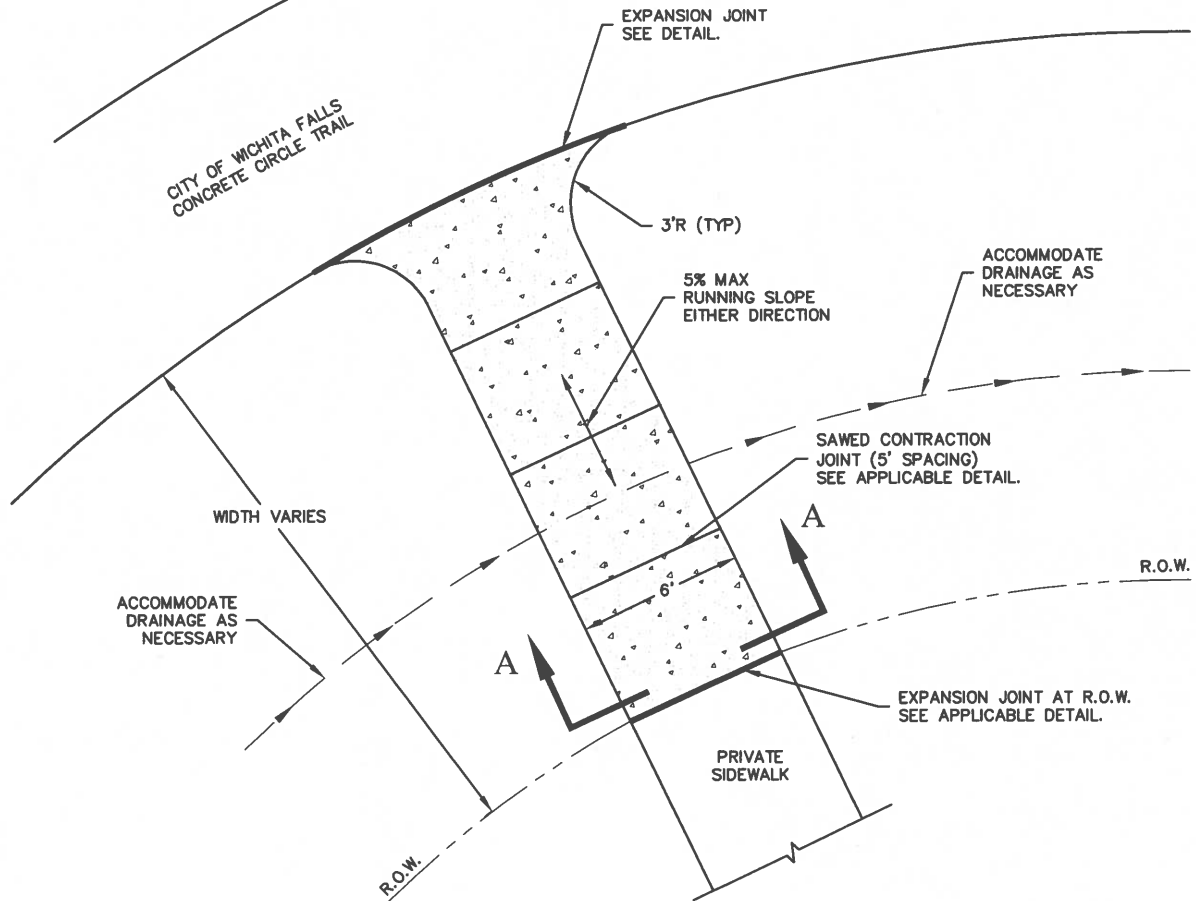 EXPANSION JOINT
SEE DETAIL.
CITY OF WICHITA FALLS
CONCRETE CIRCLE TRAIL
3'R (TYP)
5% MAX
RUNNING SLOPE
EITHER DIRECTION
ACCOMMODATE
DRAINAGE AS
NECESSARY
SAWED CONTRACTION
JOINT (5' SPACING)
SEE APPLICABLE DETAIL.
WIDTH VARIES
A
R.O.W.
6'
ACCOMMODATE
DRAINAGE AS
NECESSARY
A
EXPANSION JOINT AT R.O.W.
SEE APPLICABLE DETAIL.
PRIVATE
SIDEWALK
R.O.W.